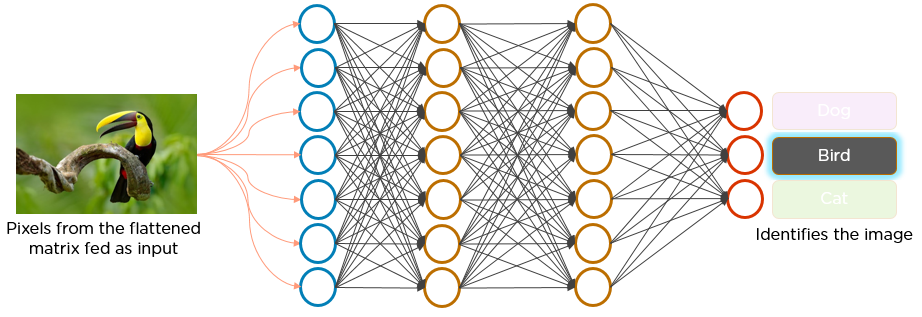 Dog
Bird
Cat
Pixels from the flattened
matrix fed as input
Identifies the image